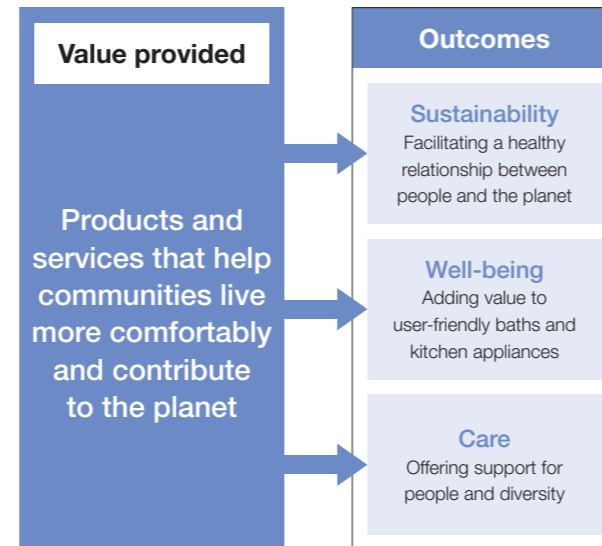 Value provided
Products and
services that help
communities live
more comfortably
and contribute
to the planet
Outcomes
Sustainability
Facilitating a healthy
relationship between
people and the planet
Well-being
Adding value to
user-friendly baths and
kitchen appliances
Care
Offering support for
people and diversity